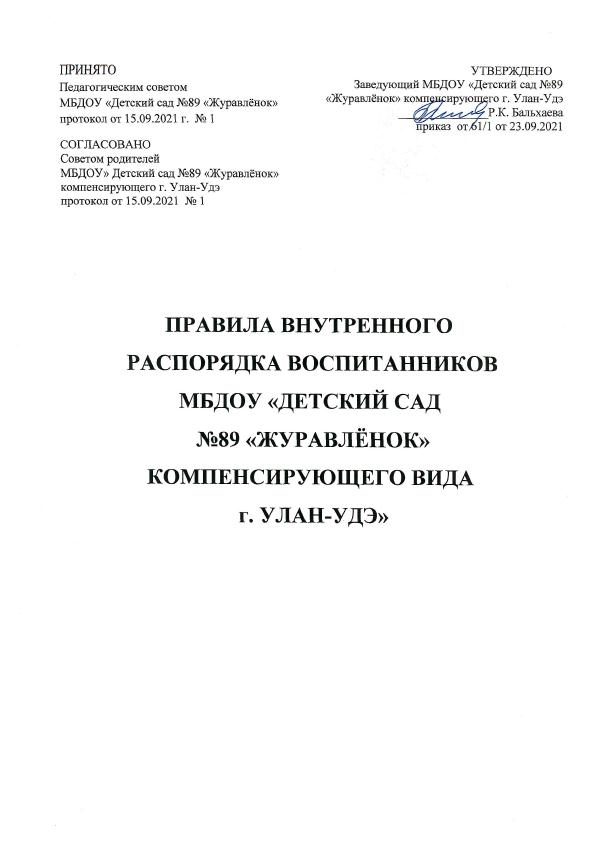 ПРИНЯТО
Педагогическим советом
МБДОУ «Детский сад №89 «Журавлёнок»
протокол от 15.09.2021 г. № 1
УТВЕРЖДЕНО
Заведующий МБДОУ «Детский сад №89
«Журавлёнок» компенсирующего г. Улан-Удэ
Р.К. Бальхаева
приказ от 61/1 от 23.09.2021
СОГЛАСОВАНО
Советом родителей
МБДОУ» Детский сад №89 «Журавлёнок»
компенсирующего г. Улан-Удэ
протокол от 15.09.2021 № 1
ПРАВИЛА ВНУТРЕННОГО
РАСПОРЯДКА ВОСПИТАННИКОВ
МБДОУ «ДЕТСКИЙ САД
№89 «ЖУРАВЛЁНОК»
КОМПЕНСИРУЮЩЕГО ВИДА
г. УЛАН-УДЭ»